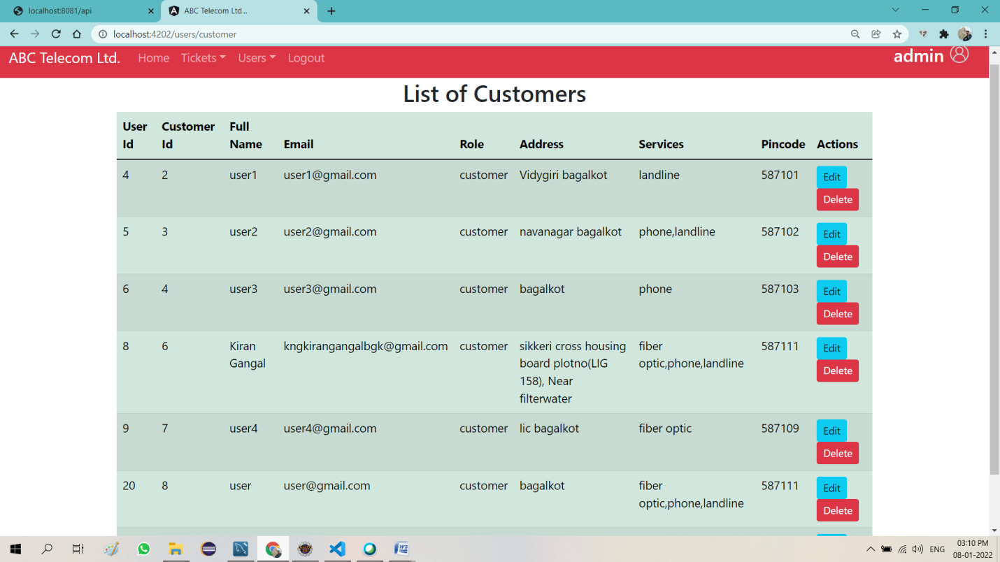 localhost:8081/api
ABC Telecom Ltd...
localhost:4202/users/customer
ABC Telecom Ltd. Home Tickets Users Logout admin
List of Customers
User Id Customer Id Full Name Email Role Address Services Pincode Actions
4 2 user1 user1@gmail.com customer Vidygiri bagalkot landline 587101 Edit
Delete
5 3 user2 user2@gmail.com customer navanagar bagalkot phone,landline 587102 Edit
Delete
6 4 user3 user3@gmail.com customer bagalkot phone 587103 Edit
Delete
8 6 Kiran Gangal kngkirangangalbgk@gmail.com customer sikkeri cross housing board plotno(LIG 158), Near filterwater fiber optic,phone,landline 587111 Edit
Delete
9 7 user4 user4@gmail.com customer lic bagalkot fiber optic 587109 Edit
Delete
20 8 user user@gmail.com customer bagalkot fiber optic,phone,landline 587111 Edit
Delete
ENG
03:10 PM
08-01-2022